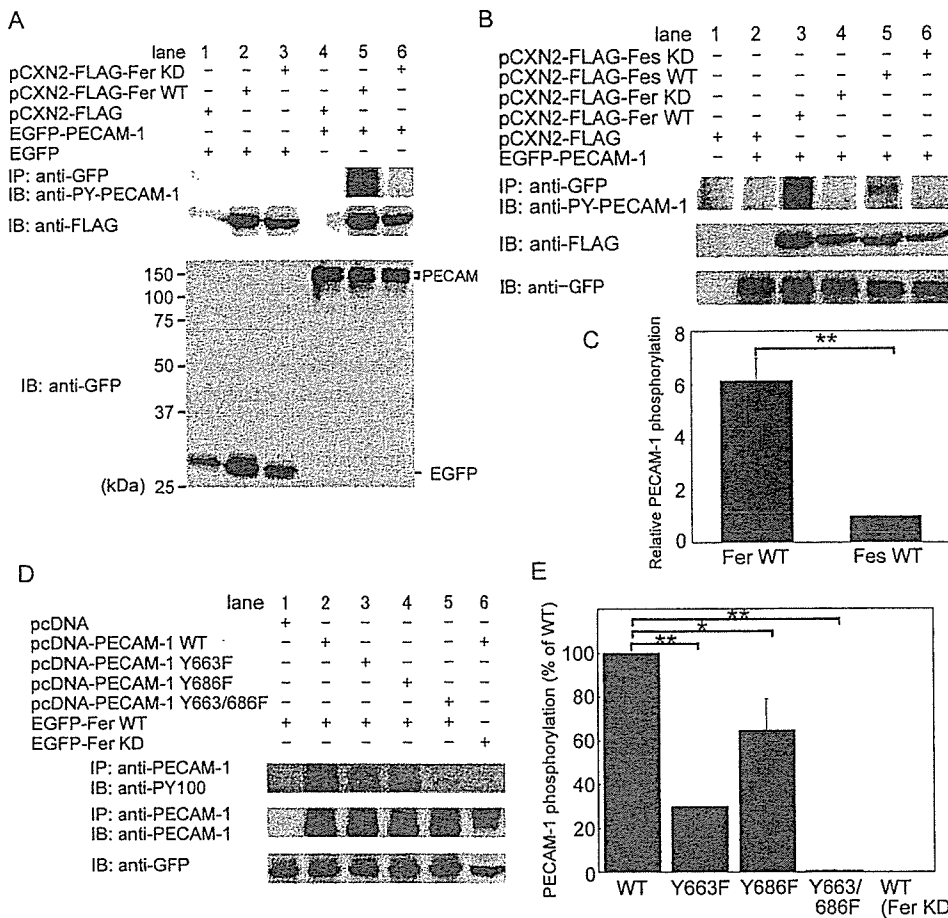 A
lane 1 2 3 4 5 6
pCXN2-FLAG-Fer KD − − + − − +
pCXN2-FLAG-Fer WT − + − − + −
pCXN2-FLAG + − − + − −
EGFP-PECAM-1 − − − + + +
EGFP + + + − − −
IP: anti-GFP
IB: anti-PY-PECAM-1
IB: anti-FLAG
IB: anti-GFP
150
100
75
50
37
25
(kDa)
PECAM
EGFP
B
lane 1 2 3 4 5 6
pCXN2-FLAG-Fes KD − − − − − +
pCXN2-FLAG-Fes WT − − − − + −
pCXN2-FLAG-Fer KD − − − + − −
pCXN2-FLAG-Fer WT − − + − − −
pCXN2-FLAG + + − − − −
EGFP-PECAM-1 − + + + + +
IP: anti-GFP
IB: anti-PY-PECAM-1
IB: anti-FLAG
IB: anti-GFP
C
Relative PECAM-1 phosphorylation
8
6
4
2
0
**
Fer WT Fes WT
D
lane 1 2 3 4 5 6
pcDNA + − − − − −
pcDNA-PECAM-1 WT − + − − − +
pcDNA-PECAM-1 Y663F − − + − − −
pcDNA-PECAM-1 Y686F − − − + − −
pcDNA-PECAM-1 Y663/686F − − − − + −
EGFP-Fer WT + + + + + −
EGFP-Fer KD − − − − − +
IP: anti-PECAM-1
IB: anti-PY100
IP: anti-PECAM-1
IB: anti-PECAM-1
IB: anti-GFP
E
PECAM-1 phosphorylation (% of WT)
100
80
60
40
20
0
**
*
**
WT Y663F Y686F Y663/ WT
686F (Fer KD